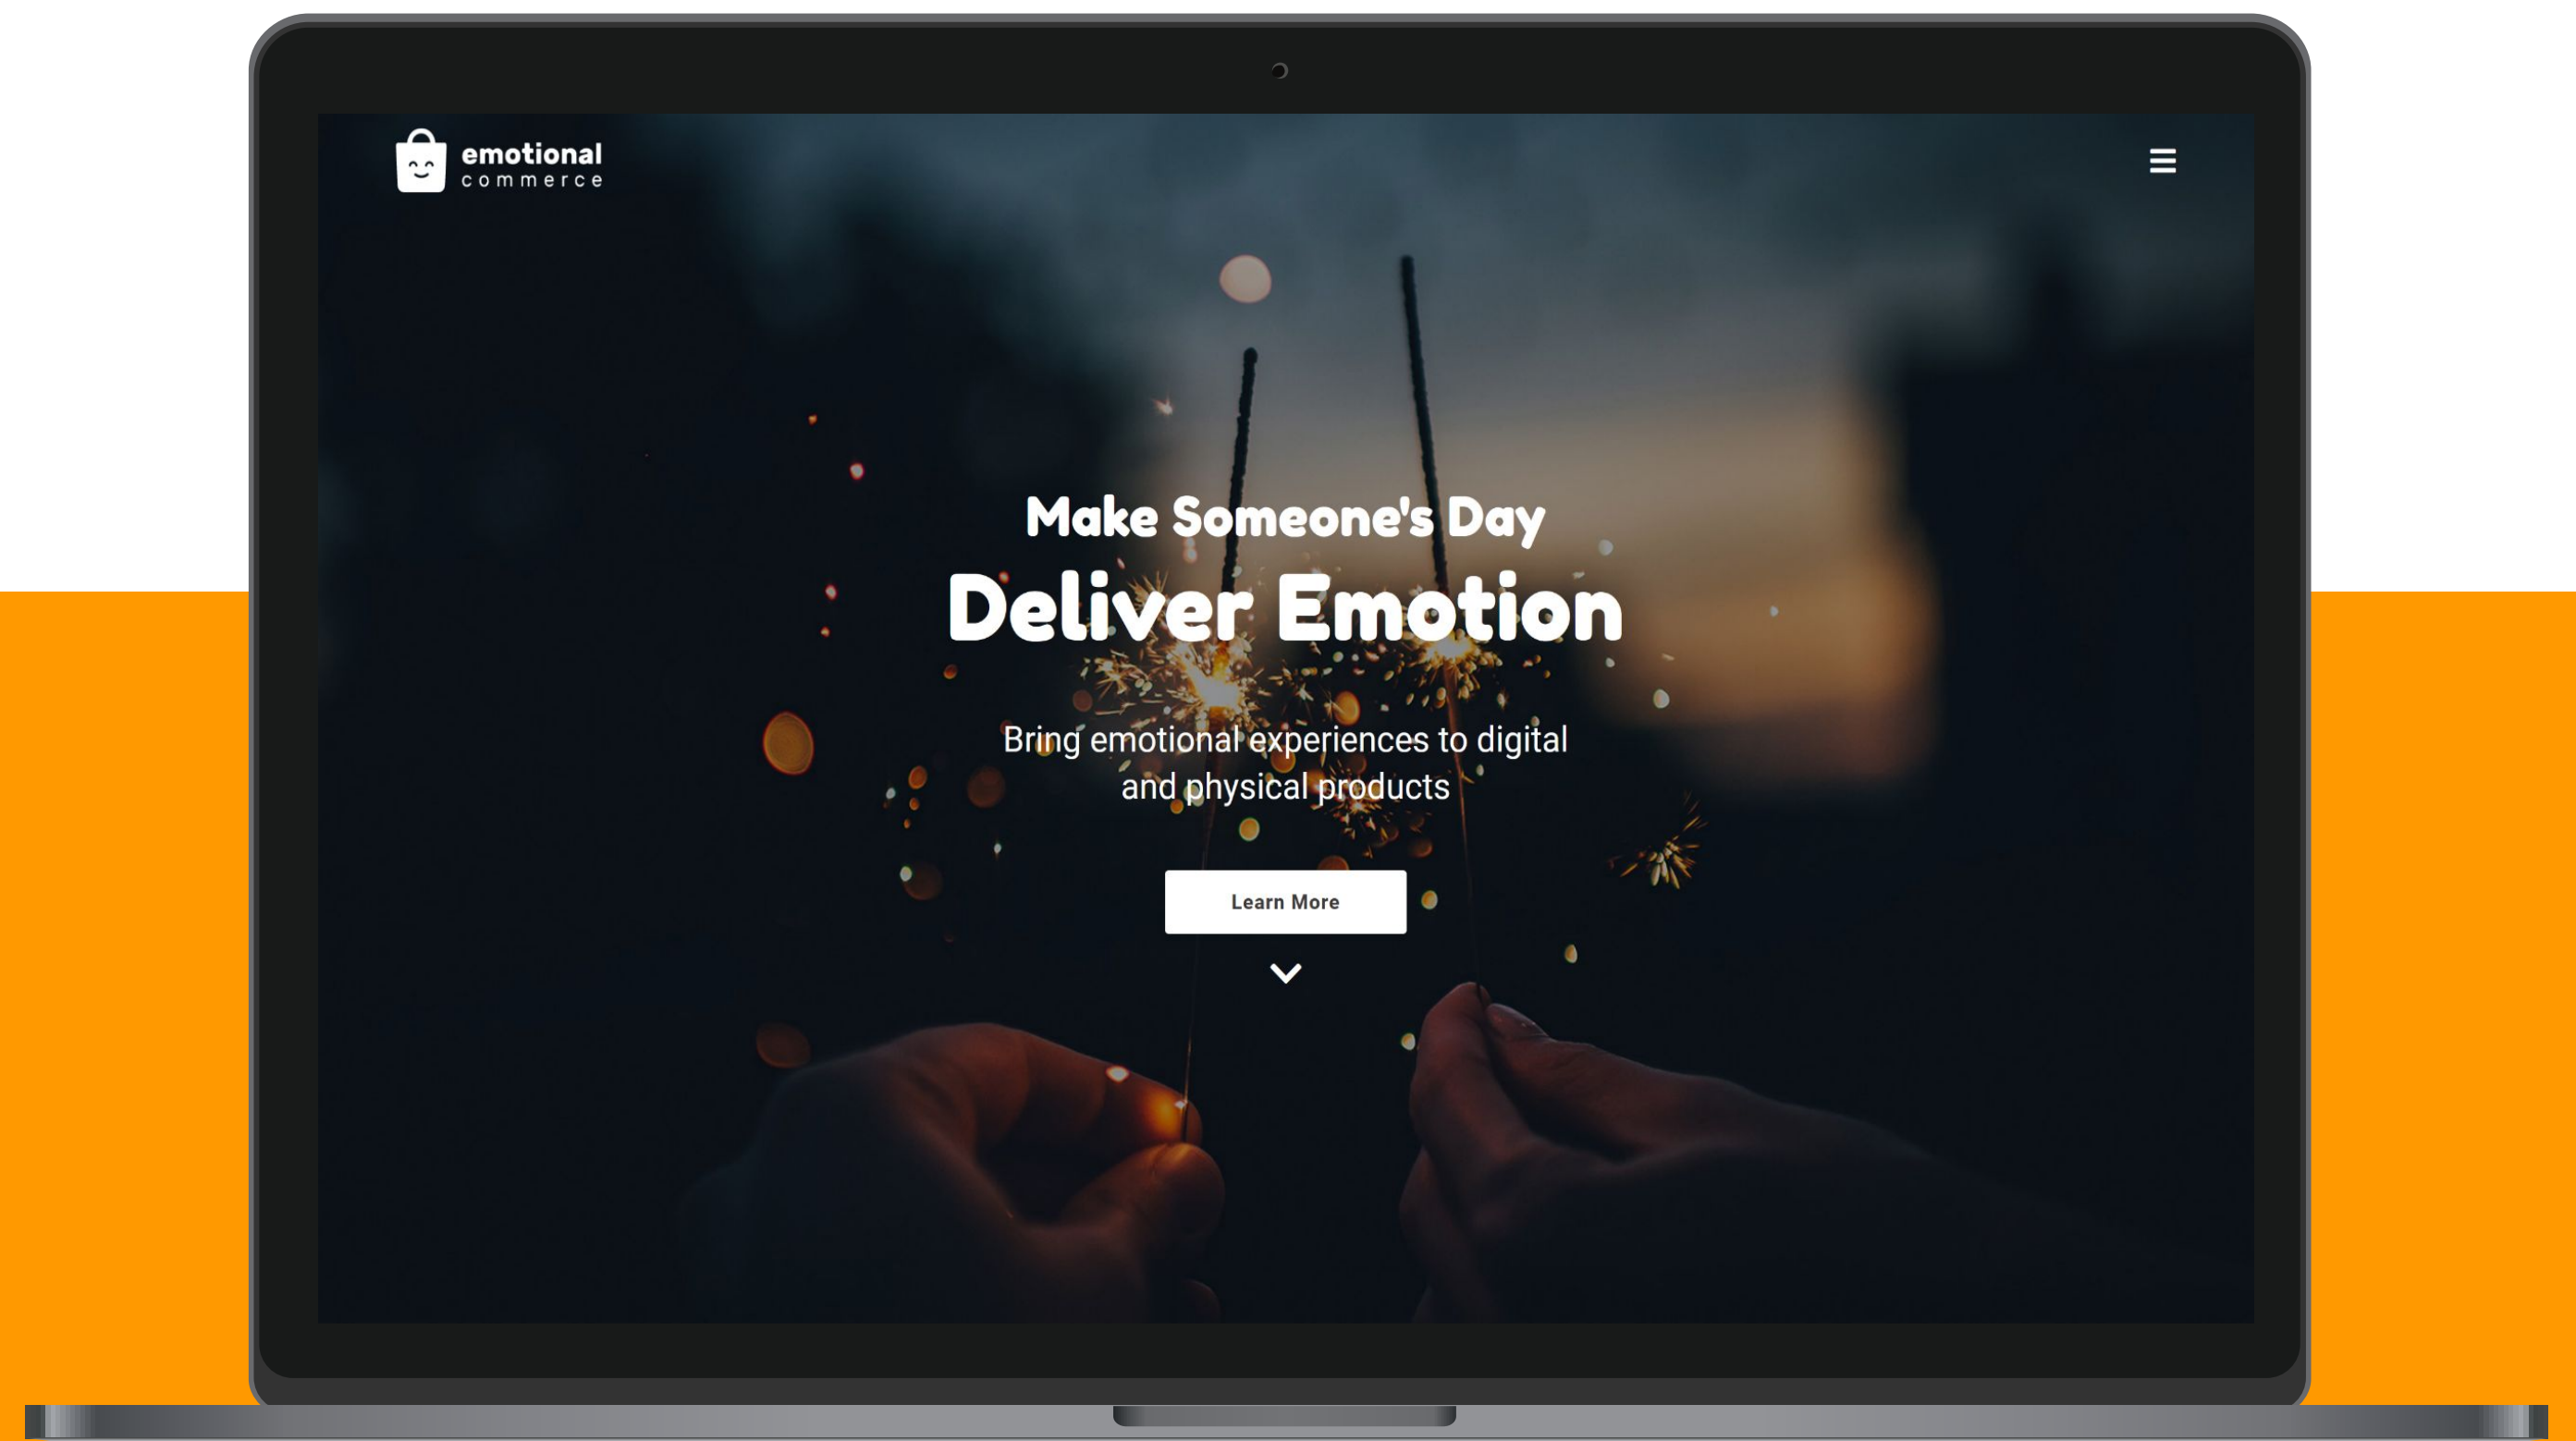 emotional
commerce
Make Someone's Day
Deliver Emotion
Bring emotional experiences to digital
and physical products
Learn More